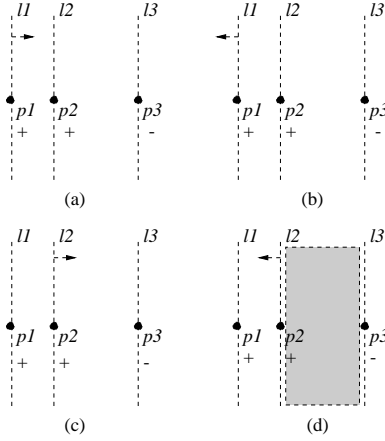 l1 l2 l3
p1 p2 p3
+ + -
(a)
l1 l2 l3
p1 p2 p3
+ + -
(b)
l1 l2 l3
p1 p2 p3
+ + -
(c)
l1 l2 l3
p1 p2 p3
+ + -
(d)